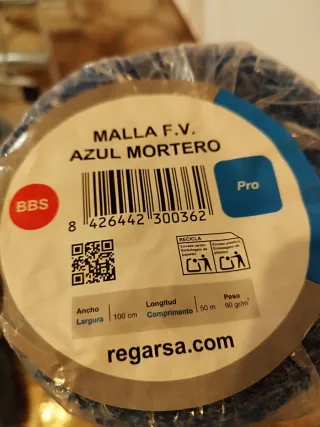 MALLA F.V.
AZUL MORTERO
BBS
Pro
8 426442 300362
RECICLA
Ancho
Largura
100 cm
Longitud
Comprimento
50 m
Peso
90 gr/m²
regarsa.com